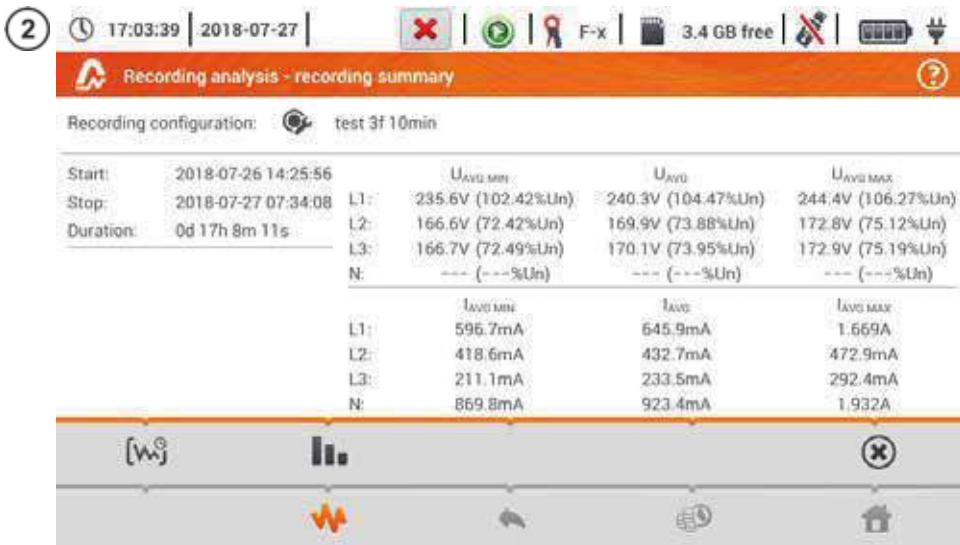 2
17:03:39 2018-07-27 F-x 3.4 GB free
Recording analysis - recording summary ?
Recording configuration: test 3f 10min
Start: 2018-07-26 14:25:56
Stop: 2018-07-27 07:34:08
Duration: 0d 17h 8m 11s
UAVG MIN UAVG UAVG MAX
L1: 235.6V (102.42%Un) 240.3V (104.47%Un) 244.4V (106.27%Un)
L2: 166.6V (72.42%Un) 169.9V (73.88%Un) 172.8V (75.12%Un)
L3: 166.7V (72.49%Un) 170.1V (73.95%Un) 172.9V (75.19%Un)
N: --- (---%Un) --- (---%Un) --- (---%Un)
IAVG MIN IAVG IAVG MAX
L1: 596.7mA 645.9mA 1.669A
L2: 418.6mA 432.7mA 472.9mA
L3: 211.1mA 233.5mA 292.4mA
N: 869.8mA 923.4mA 1.932A